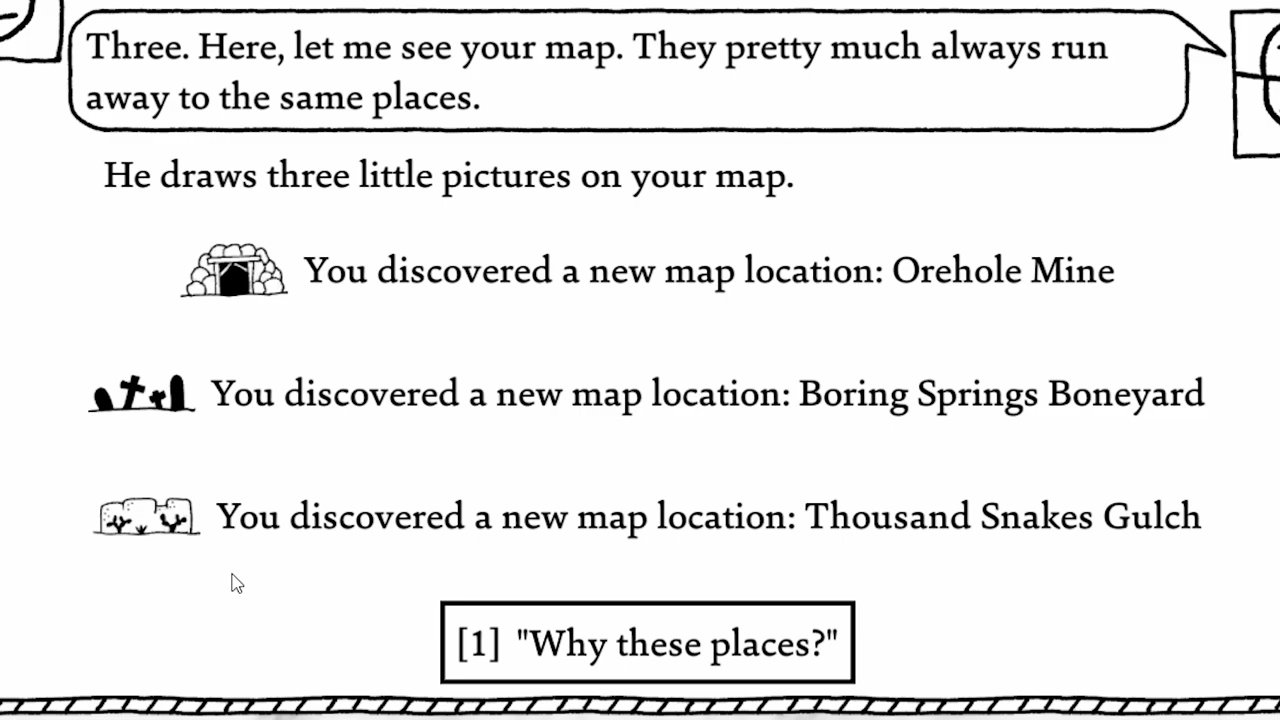 Three. Here, let me see your map. They pretty much always run
away to the same places.
He draws three little pictures on your map.
You discovered a new map location: Orehole Mine
You discovered a new map location: Boring Springs Boneyard
You discovered a new map location: Thousand Snakes Gulch
[1] "Why these places?"